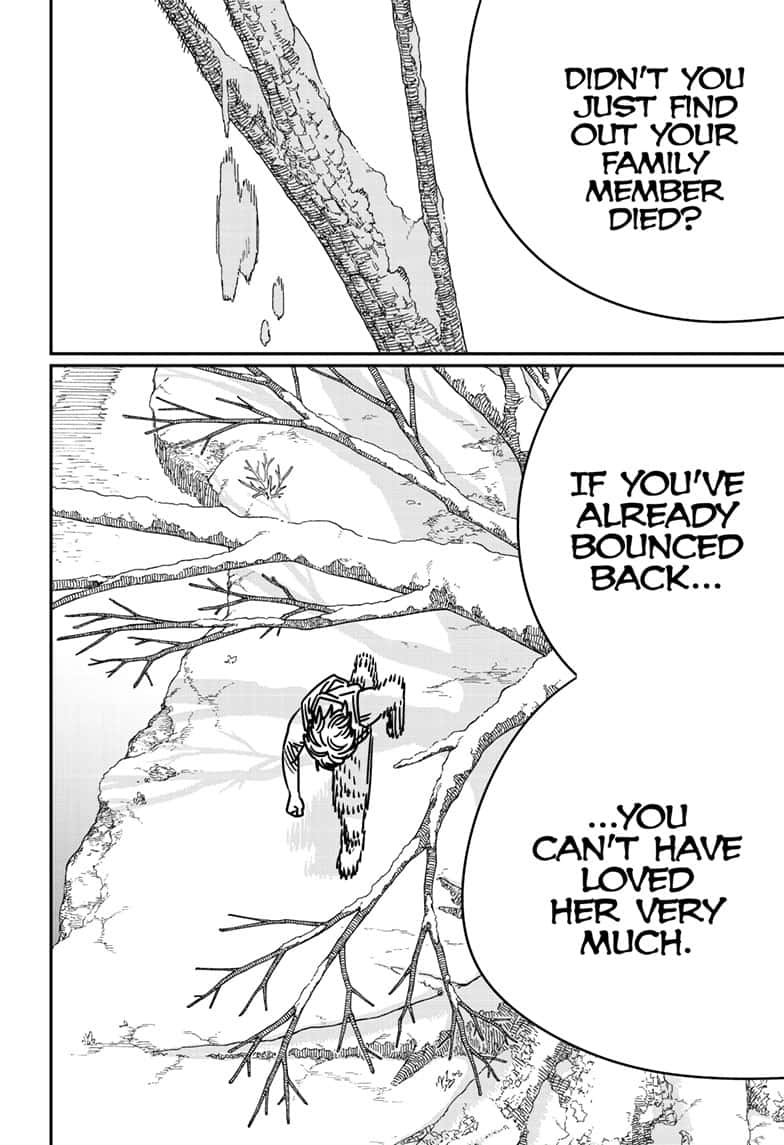 DIDN'T YOU
JUST FIND
OUT YOUR
FAMILY
MEMBER
DIED?
IF YOU'VE
ALREADY
BOUNCED
BACK...
...YOU
CAN'T HAVE
LOVED
HER VERY
MUCH.